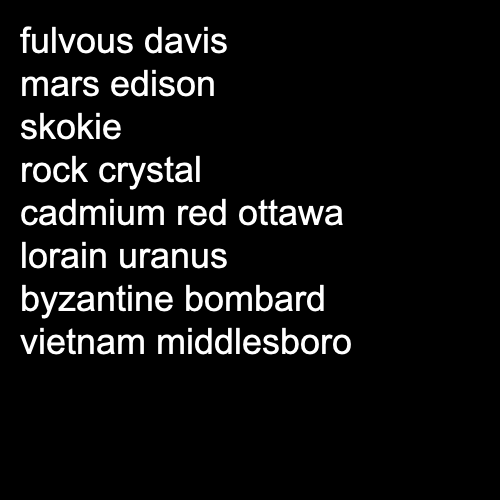 fulvous davis
mars edison
skokie
rock crystal
cadmium red ottawa
lorain uranus
byzantine bombard
vietnam middlesboro